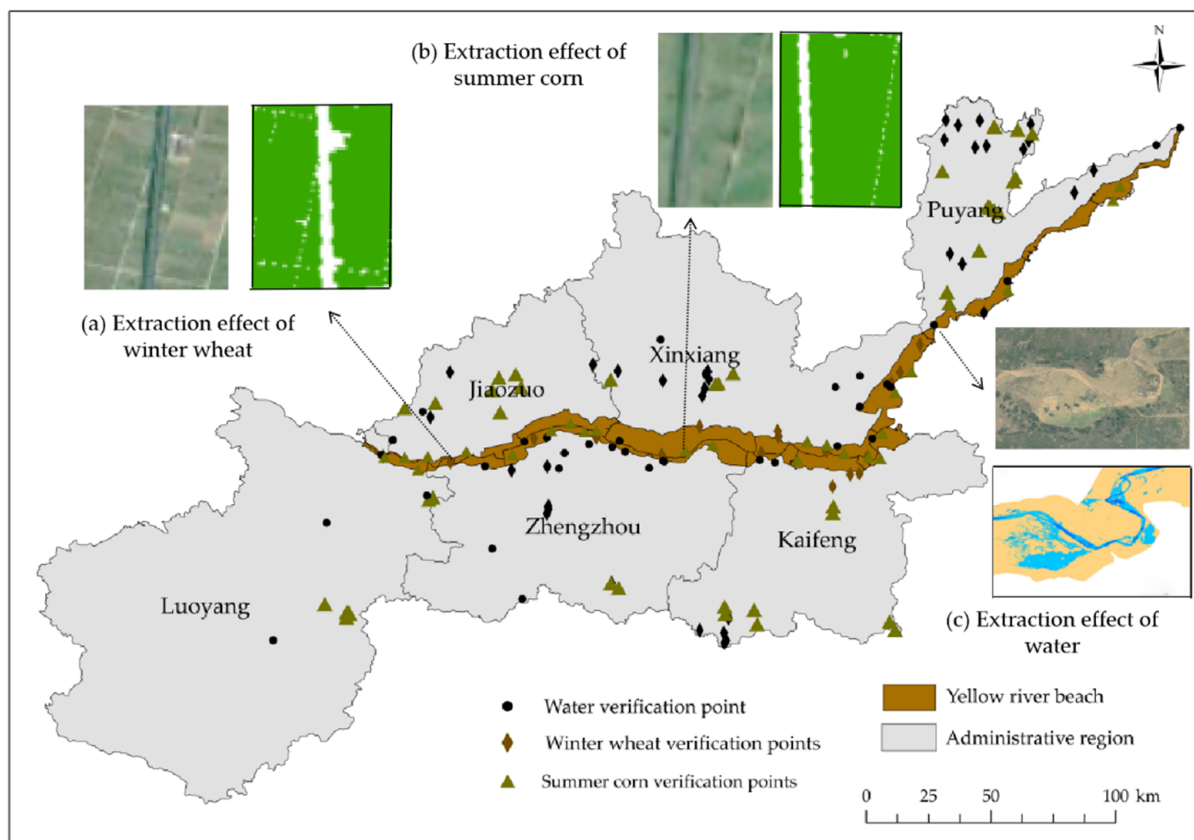 (b) Extraction effect of
summer corn
N
(a) Extraction effect of
winter wheat
Puyang
Xinxiang
Jiaozuo
Zhengzhou
Kaifeng
Luoyang
(c) Extraction effect of
water
Water verification point
Winter wheat verification points
Summer corn verification points
Yellow river beach
Administrative region
0 25 50 100 km